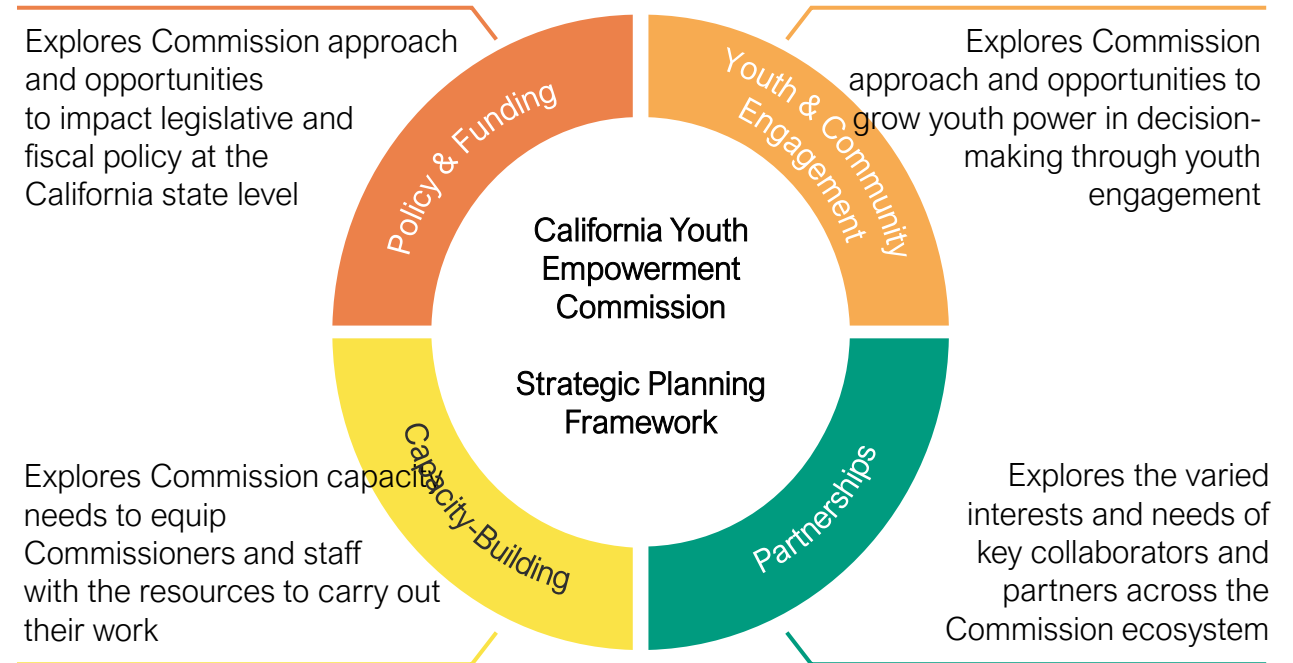 Explores Commission approach
and opportunities
to impact legislative and
fiscal policy at the
California state level
Policy & Funding
Youth & Community
Engagement
Explores Commission
approach and opportunities to
grow youth power in decision-
making through youth
engagement
California Youth
Empowerment
Commission
Strategic Planning
Framework
Explores Commission capacity
needs to equip
Commissioners and staff
with the resources to carry out
their work
Capacity-Building
Partnerships
Explores the varied
interests and needs of
key collaborators and
partners across the
Commission ecosystem